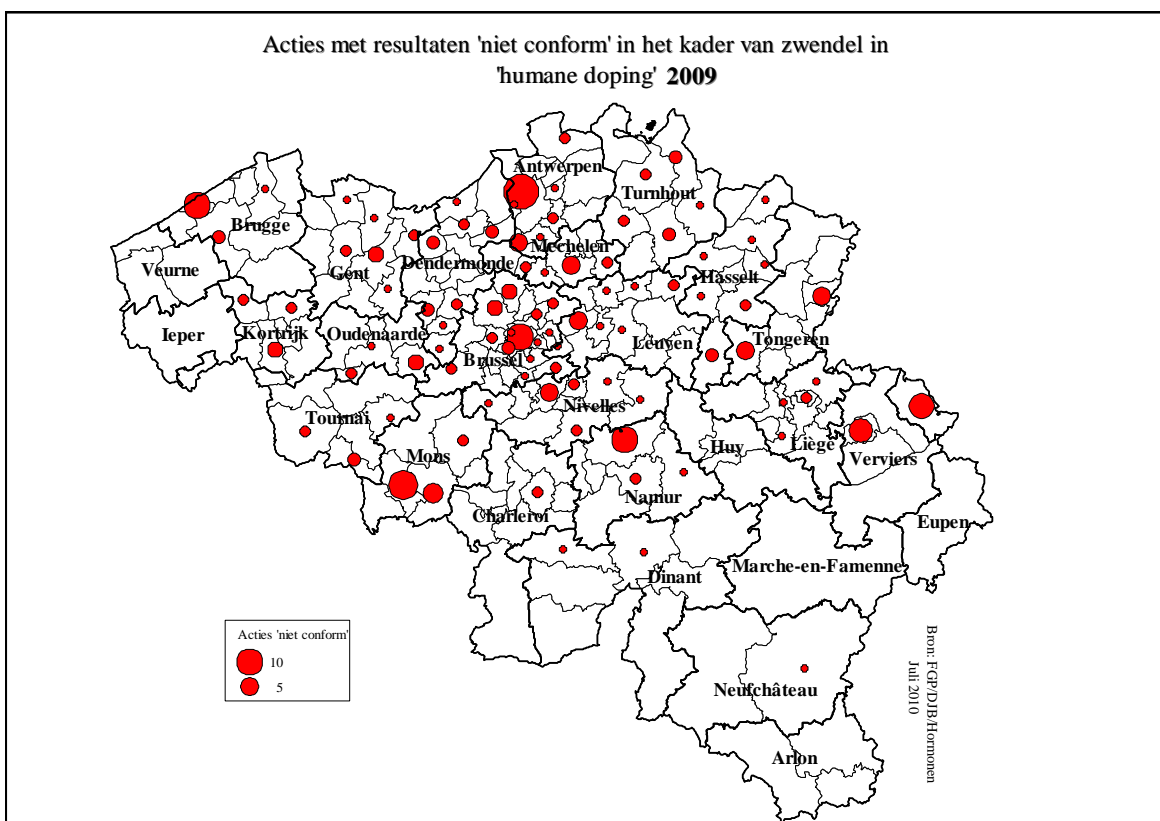 Acties met resultaten 'niet conform' in het kader van zwendel in
'humane doping' 2009
Antwerpen
Turnhout
Brugge
Mechelen
Veurne
Gent
Dendermonde
Hasselt
Ieper
Kortrijk
Oudenaarde
Brussel
Leuven
Tongeren
Tournai
Nivelles
Mons
Huy
Liège
Verviers
Charleroi
Namur
Eupen
Marche-en-Famenne
Dinant
Neufchâteau
Arlon
Acties 'niet conform'
10
5
Bron: FGP/DJB/Hormonen
Juli 2010